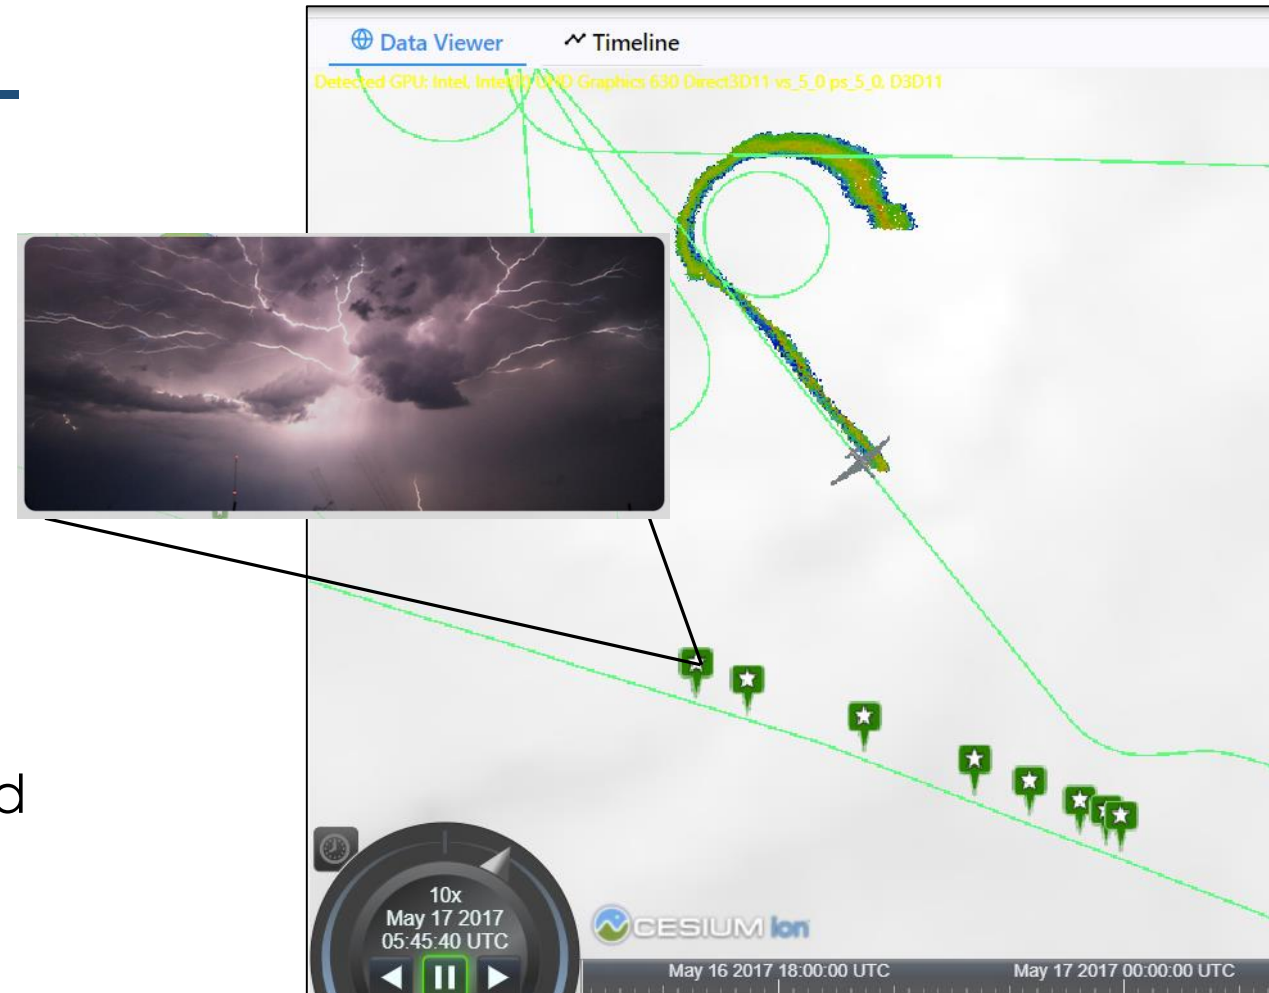 Data Viewer
Timeline
Detected GPU: Intel, Intel(R) UHD Graphics 630 Direct3D11 vs_5_0 ps_5_0, D3D11
d
10x
May 17 2017
05:45:40 UTC
CESIUM ion
May 16 2017 18:00:00 UTC
May 17 2017 00:00:00 UTC